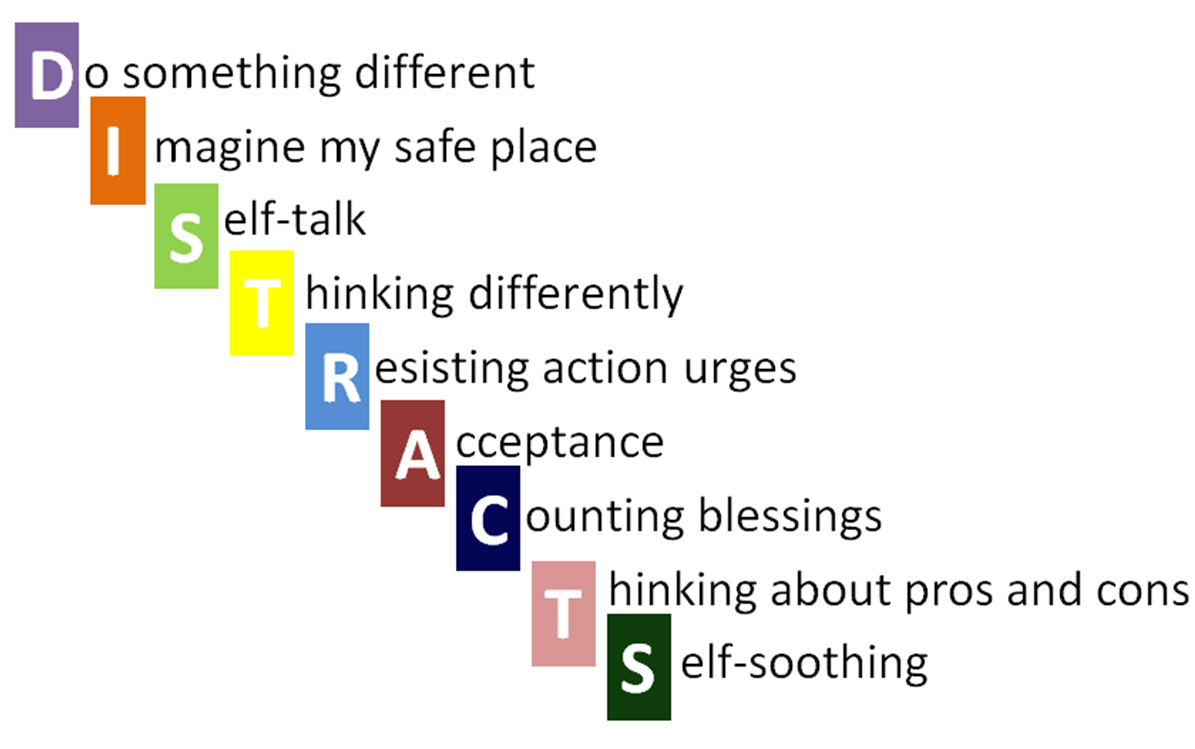 Do something different
Imagine my safe place
Self-talk
Thinking differently
Resisting action urges
Acceptance
Counting blessings
Thinking about pros and cons
Self-soothing